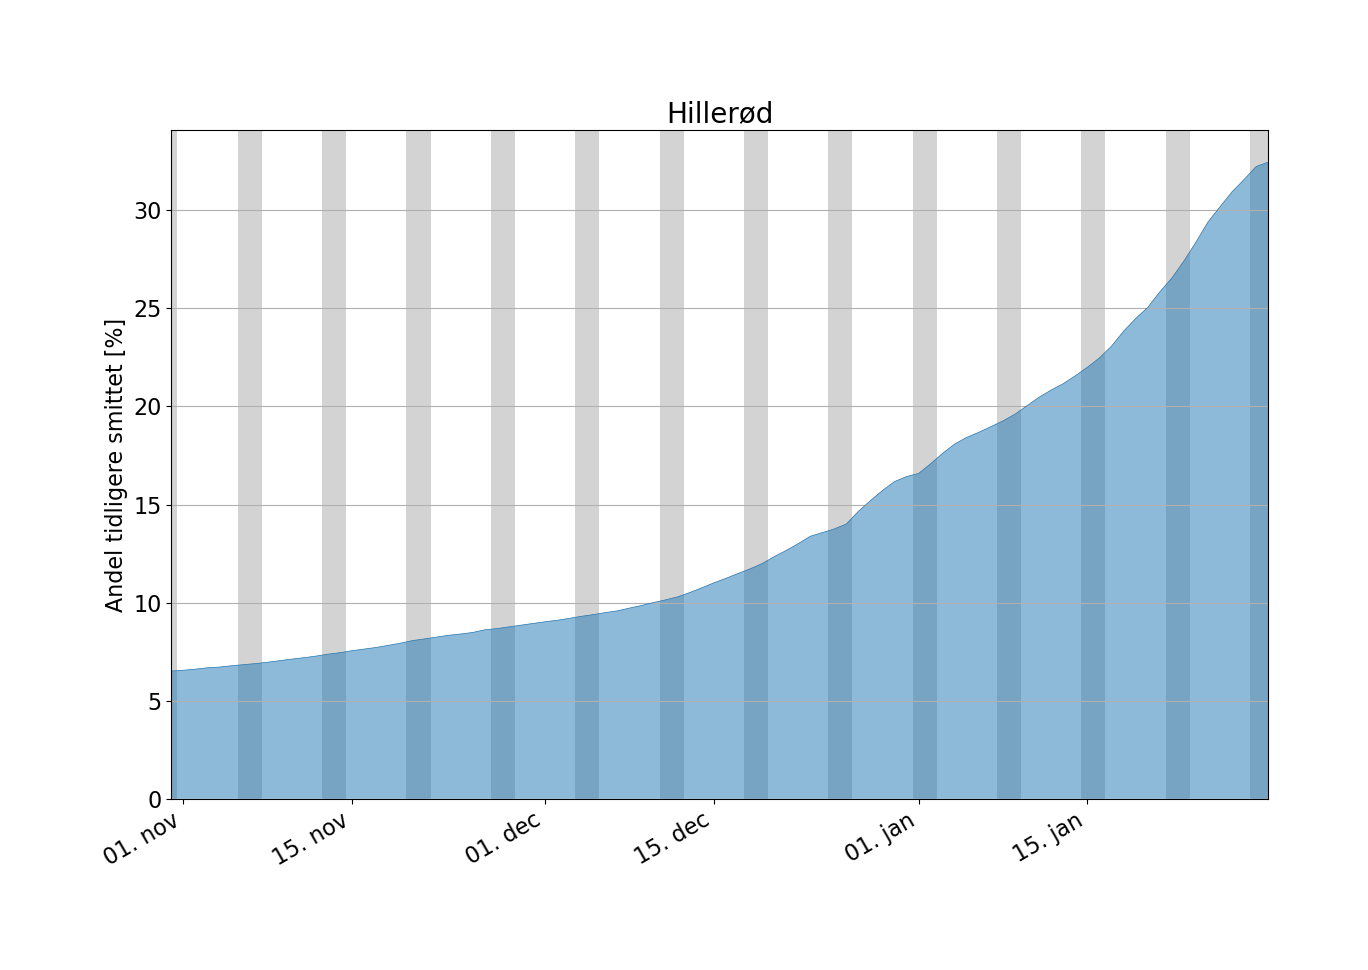 Hillerød
Andel tidligere smittet [%]
30
25
20
15
10
5
0
01. nov
15. nov
01. dec
15. dec
01. jan
15. jan